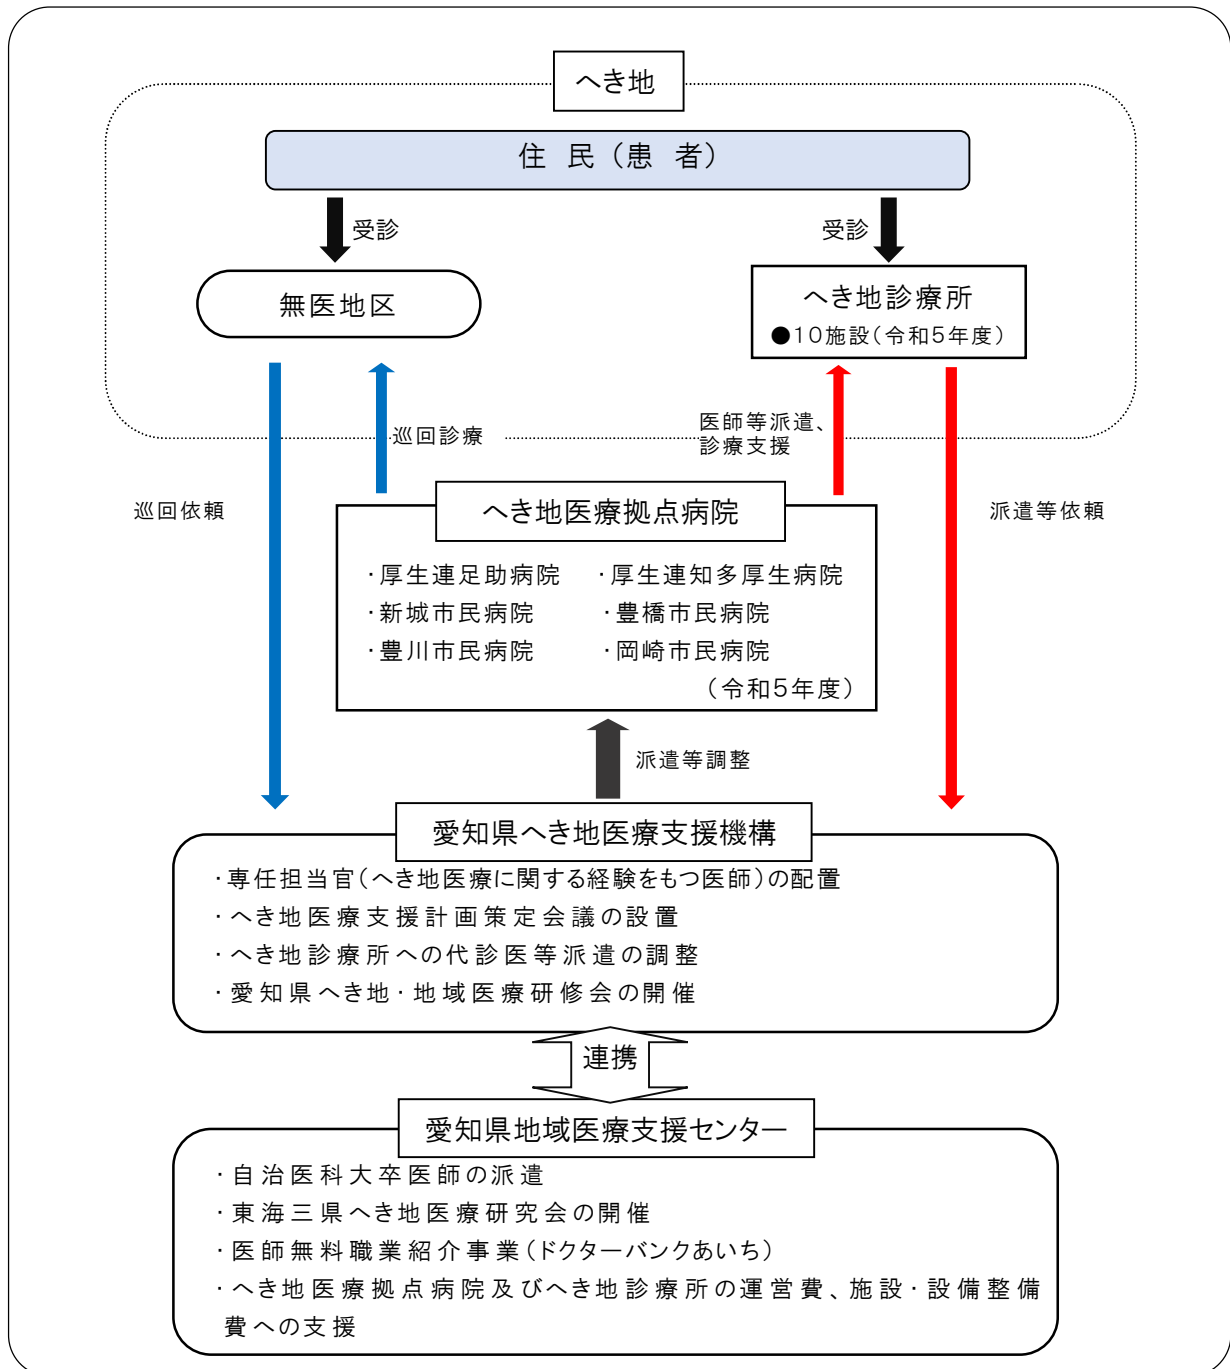 へき地
住 民（患 者）
受診
受診
無医地区
へき地診療所
●10施設（令和5年度）
巡回診療
医師等派遣、
診療支援
巡回依頼
派遣等依頼
へき地医療拠点病院
・厚生連足助病院　・厚生連知多厚生病院
・新城市民病院　・豊橋市民病院
・豊川市民病院　・岡崎市民病院
（令和5年度）
派遣等調整
愛知県へき地医療支援機構
・専任担当官（へき地医療に関する経験をもつ医師）の配置
・へき地医療支援計画策定会議の設置
・へき地診療所への代診医等派遣の調整
・愛知県へき地・地域医療研修会の開催
連携
愛知県地域医療支援センター
・自治医科大卒医師の派遣
・東海三県へき地医療研究会の開催
・医師無料職業紹介事業（ドクターバンクあいち）
・へき地医療拠点病院及びへき地診療所の運営費、施設・設備整備
費への支援